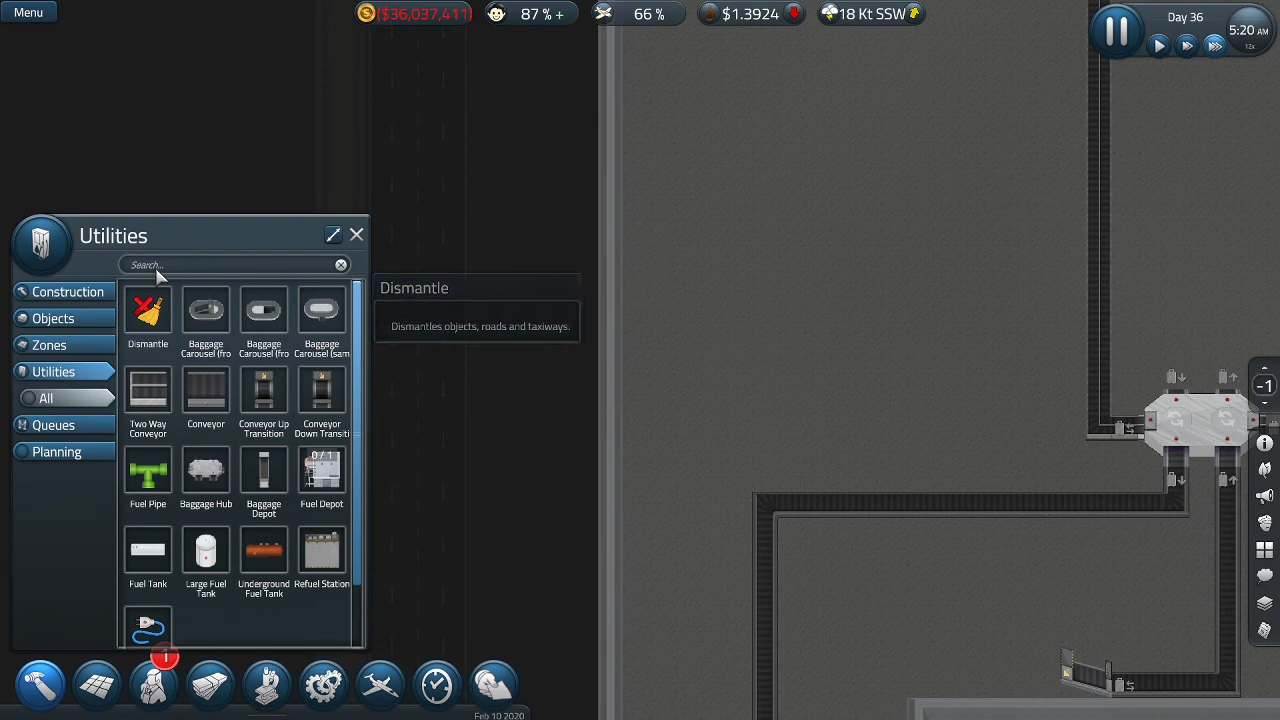 Menu
($36,037,411)
87 % +
66 %
$1.3924
18 Kt SSW
Day 36
5:20 AM
12x
Utilities
Search...
Construction
Objects
Zones
Utilities
All
Queues
Planning
Dismantle
Baggage Carousel (fro
Baggage Carousel (fro
Baggage Carousel (sam
Two Way Conveyor
Conveyor
Conveyor Up Transition
Conveyor Down Transiti
0/1
Fuel Pipe
Baggage Hub
Baggage Depot
Fuel Depot
Fuel Tank
Large Fuel Tank
Underground Fuel Tank
Refuel Station
Dismantle
Dismantles objects, roads and taxiways.
-1
1
Feb 10 2020